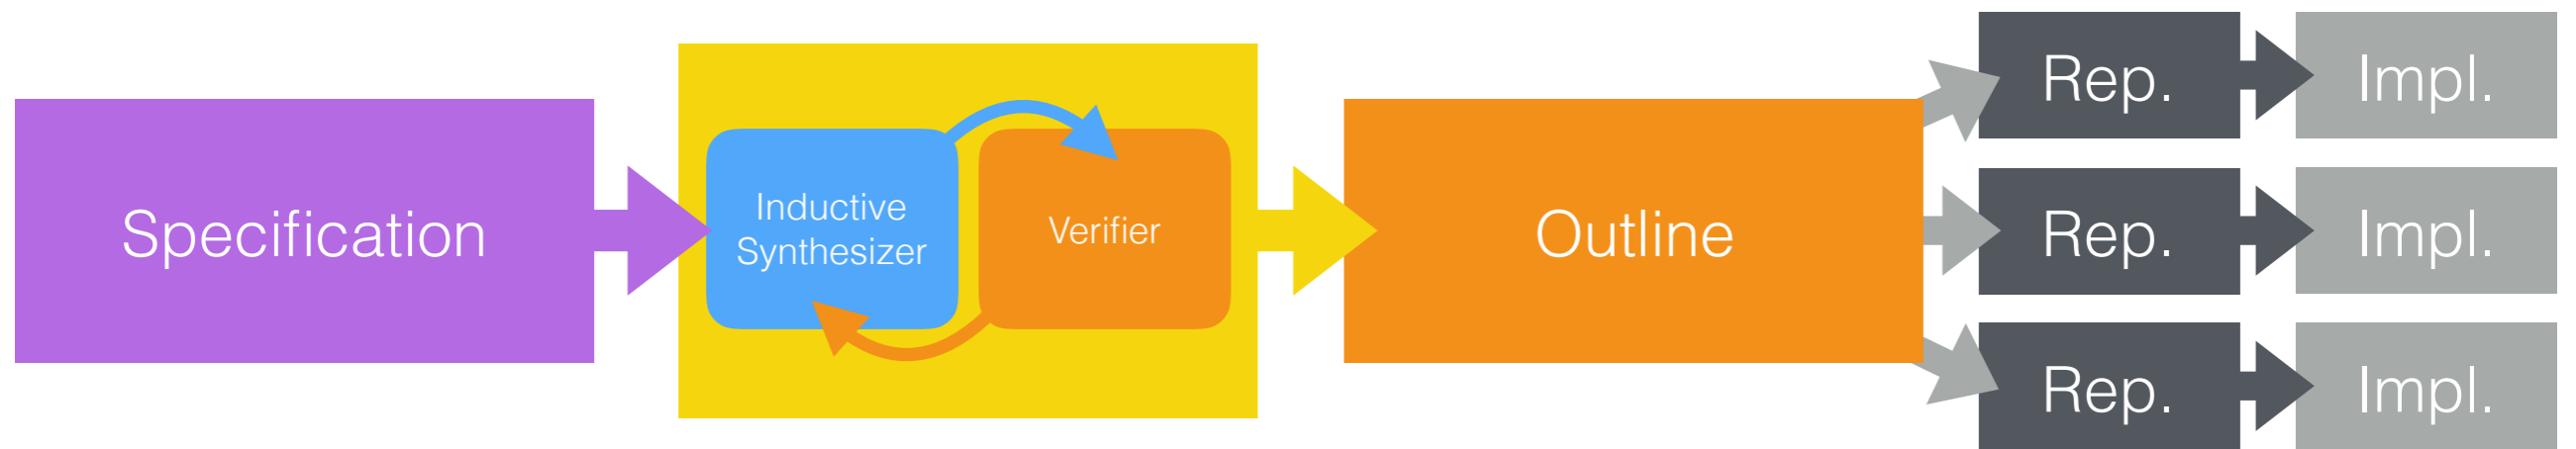 Specification
Inductive
Synthesizer
Verifier
Outline
Rep.
Impl.
Rep.
Impl.
Rep.
Impl.